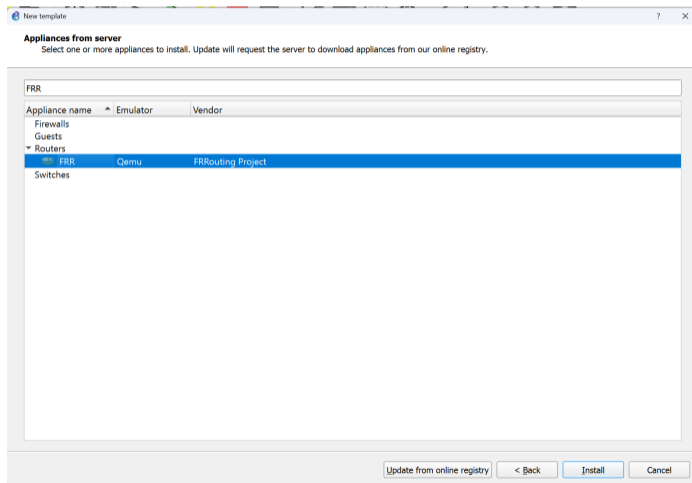 New template
?
Appliances from server
Select one or more appliances to install. Update will request the server to download appliances from our online registry.
FRR
Appliance name Emulator Vendor
Firewalls
Guests
Routers
FRR Qemu FRRouting Project
Switches
Update from online registry < Back Install Cancel